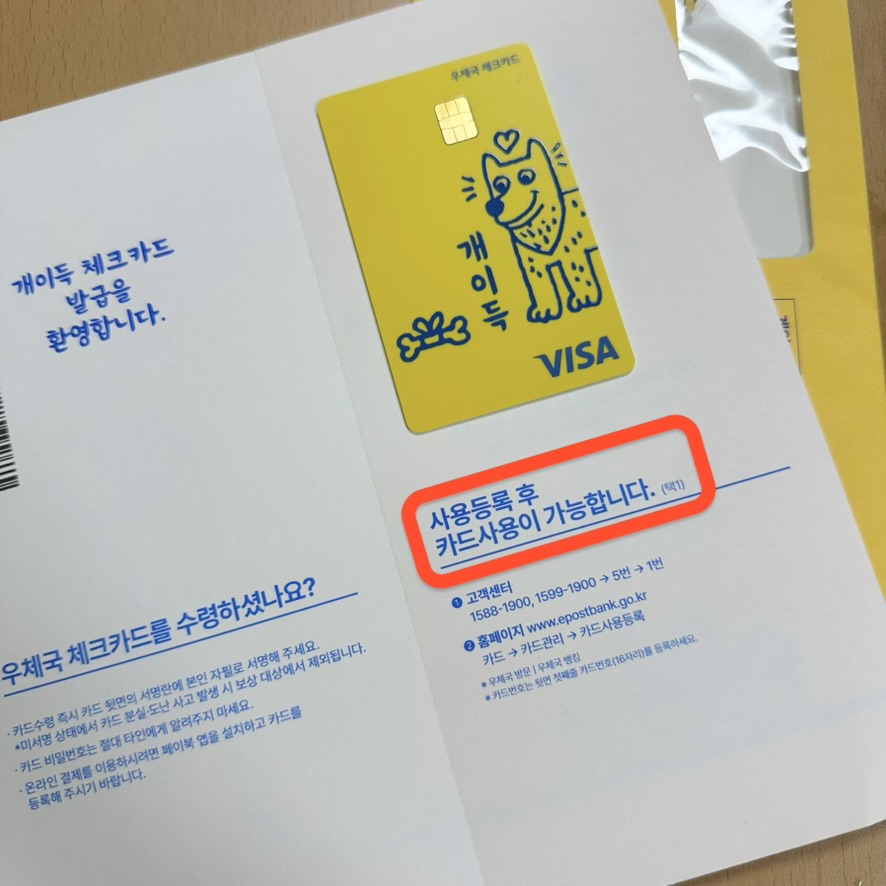 개이득 체크카드
발급을
환영합니다.
우체국 체크카드를 수령하셨나요?
· 카드수령 즉시 카드 뒷면의 서명란에 본인 자필로 서명해 주세요.
*미서명 상태에서 카드 분실·도난 사고 발생 시 보상 대상에서 제외됩니다.
· 카드 비밀번호는 절대 타인에게 알려주지 마세요.
· 온라인 결제를 이용하시려면 페이북 앱을 설치하고 카드를
등록해 주시기 바랍니다.
우체국 체크카드
개이득
VISA
사용등록 후
카드사용이 가능합니다. (택1)
❶ 고객센터
1588-1900, 1599-1900 → 5번 → 1번
❷ 홈페이지 www.epostbank.go.kr
카드 → 카드관리 → 카드사용등록
* 우체국 방문 | 우체국 뱅킹
* 카드번호는 뒷면 첫째줄 카드번호(16자리)를 등록하세요.